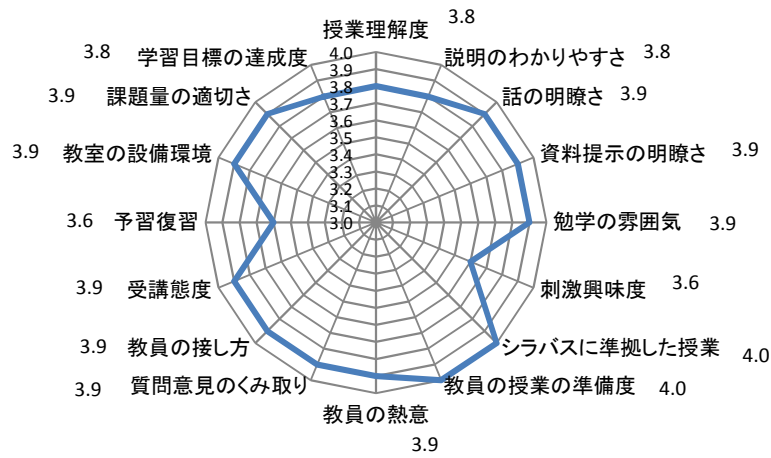 授業理解度 3.8
説明のわかりやすさ 3.8
話の明瞭さ 3.9
資料提示の明瞭さ 3.9
勉学の雰囲気 3.9
刺激興味度 3.6
シラバスに準拠した授業 4.0
教員の授業の準備度 4.0
教員の熱意 3.9
質問意見のくみ取り 3.9
教員の接し方 3.9
受講態度 3.9
予習復習 3.6
教室の設備環境 3.9
課題量の適切さ 3.9
学習目標の達成度 3.8
4.0
3.9
3.8
3.7
3.6
3.5
3.4
3.3
3.2
3.1
3.0